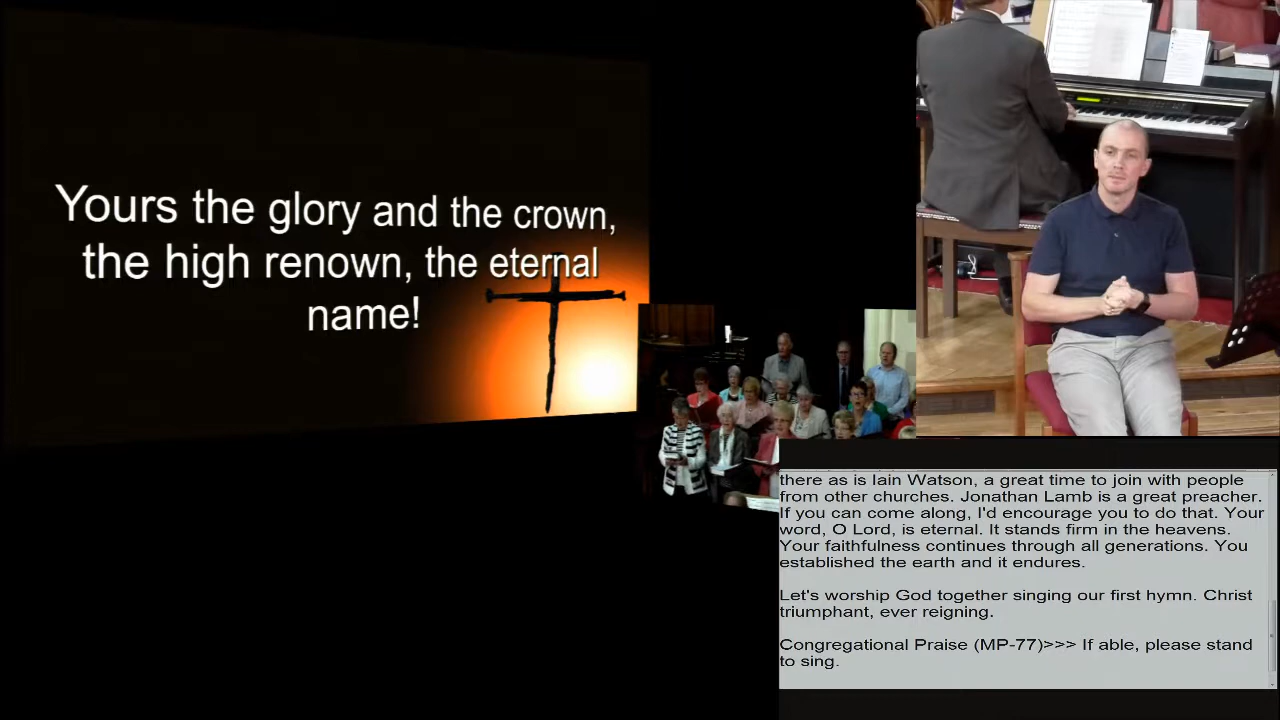 Yours the glory and the crown,
the high renown, the eternal
name!
there as is Iain Watson, a great time to join with people
from other churches. Jonathan Lamb is a great preacher.
If you can come along, I'd encourage you to do that. Your
word, O Lord, is eternal. It stands firm in the heavens.
Your faithfulness continues through all generations. You
established the earth and it endures.
Let's worship God together singing our first hymn. Christ
triumphant, ever reigning.
Congregational Praise (MP-77)>>> If able, please stand
to sing.